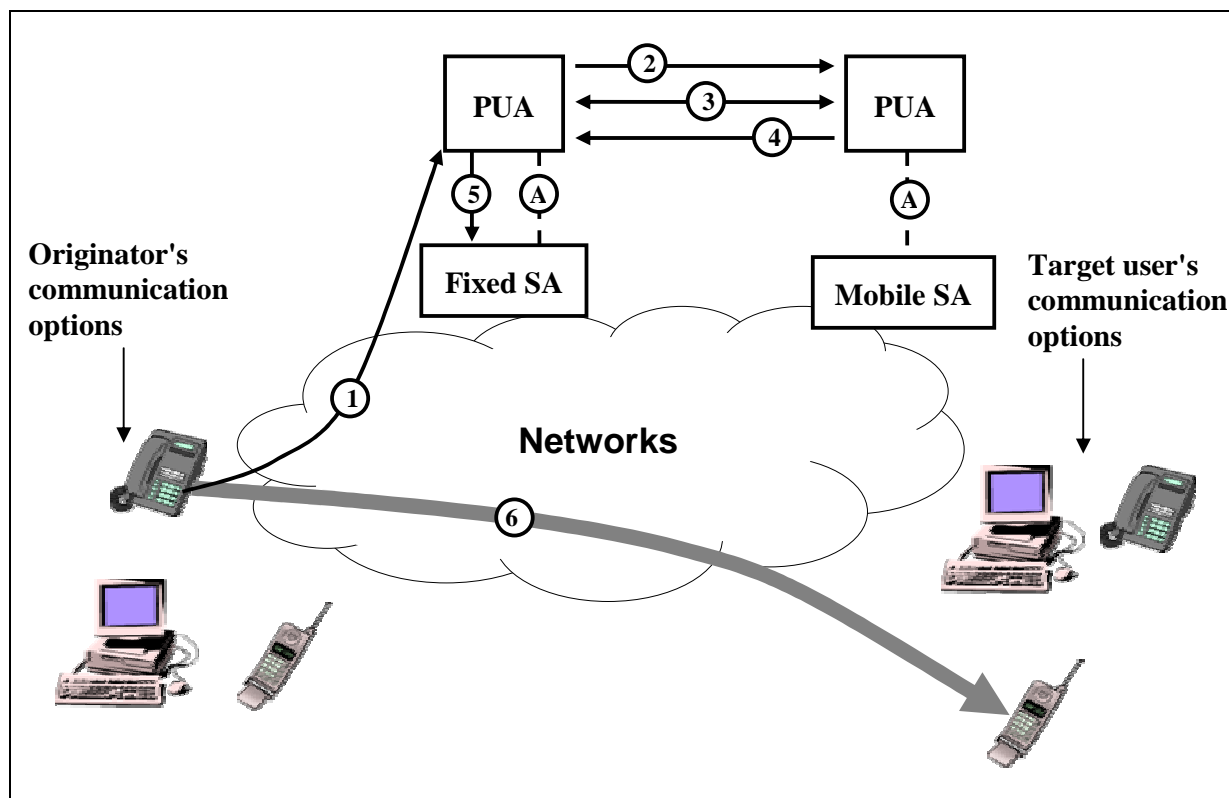 2
PUA
3
PUA
4
5
A
A
Originator's
communication
options
Fixed SA
Mobile SA
Target user's
communication
options
1
Networks
6